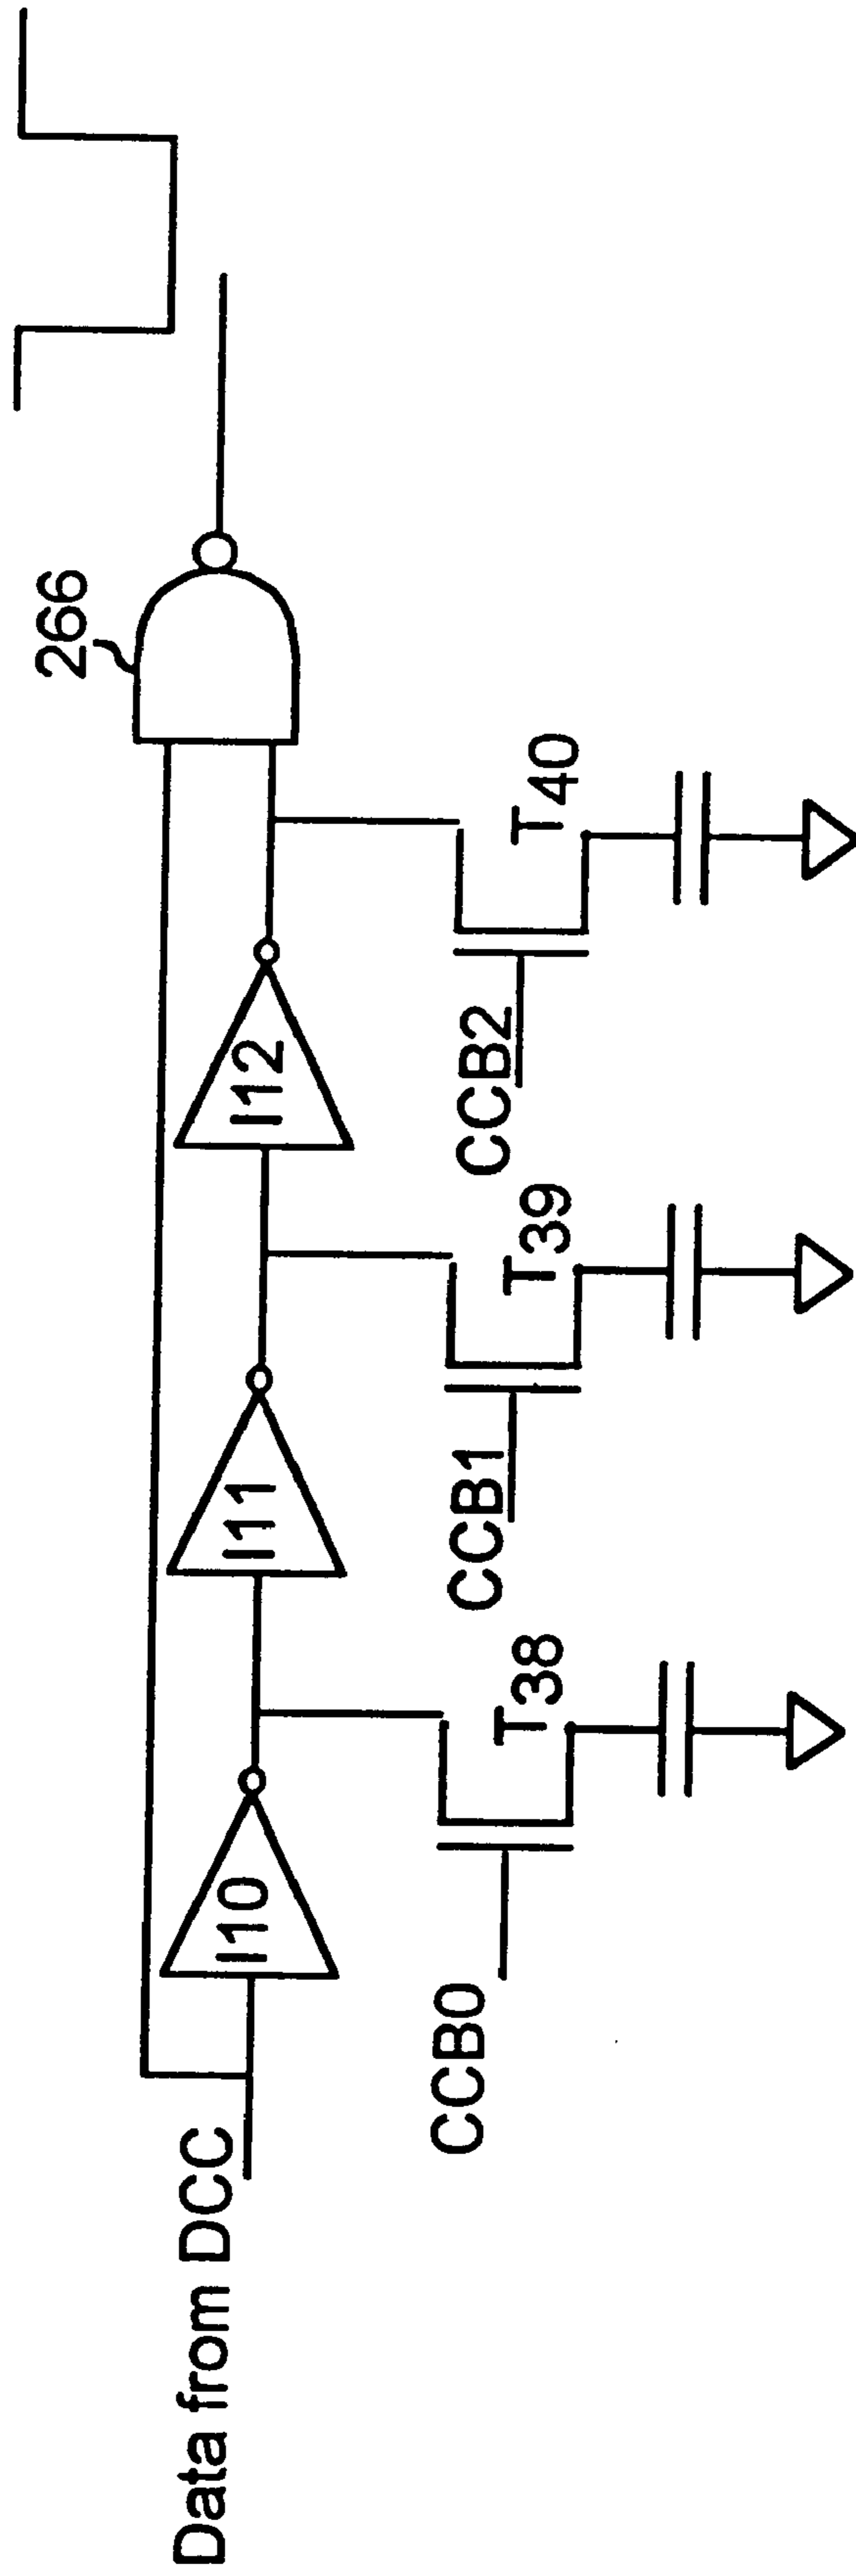 266
Data from DCC
I10
I11
I12
CCB0
T38
CCB1
T39
CCB2
T40